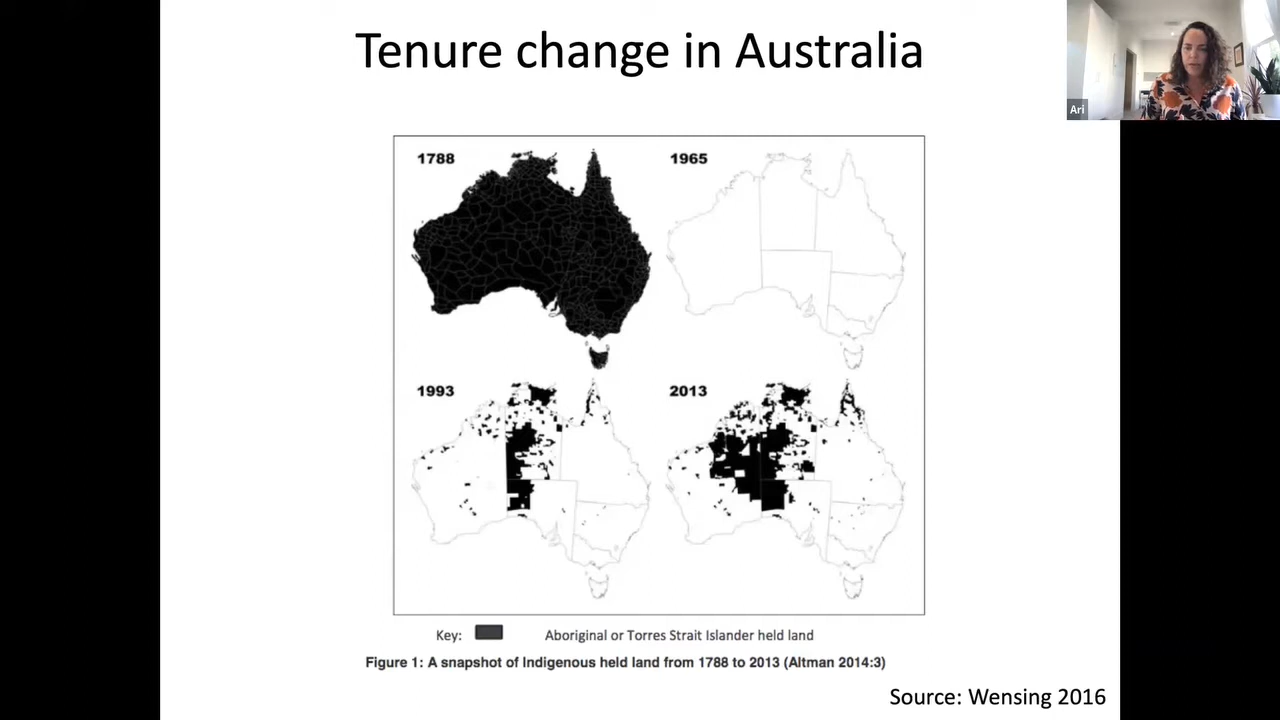 Tenure change in Australia
Ari
1788
1965
1993
2013
Key:
Aboriginal or Torres Strait Islander held land
Figure 1: A snapshot of Indigenous held land from 1788 to 2013 (Altman 2014:3)
Source: Wensing 2016